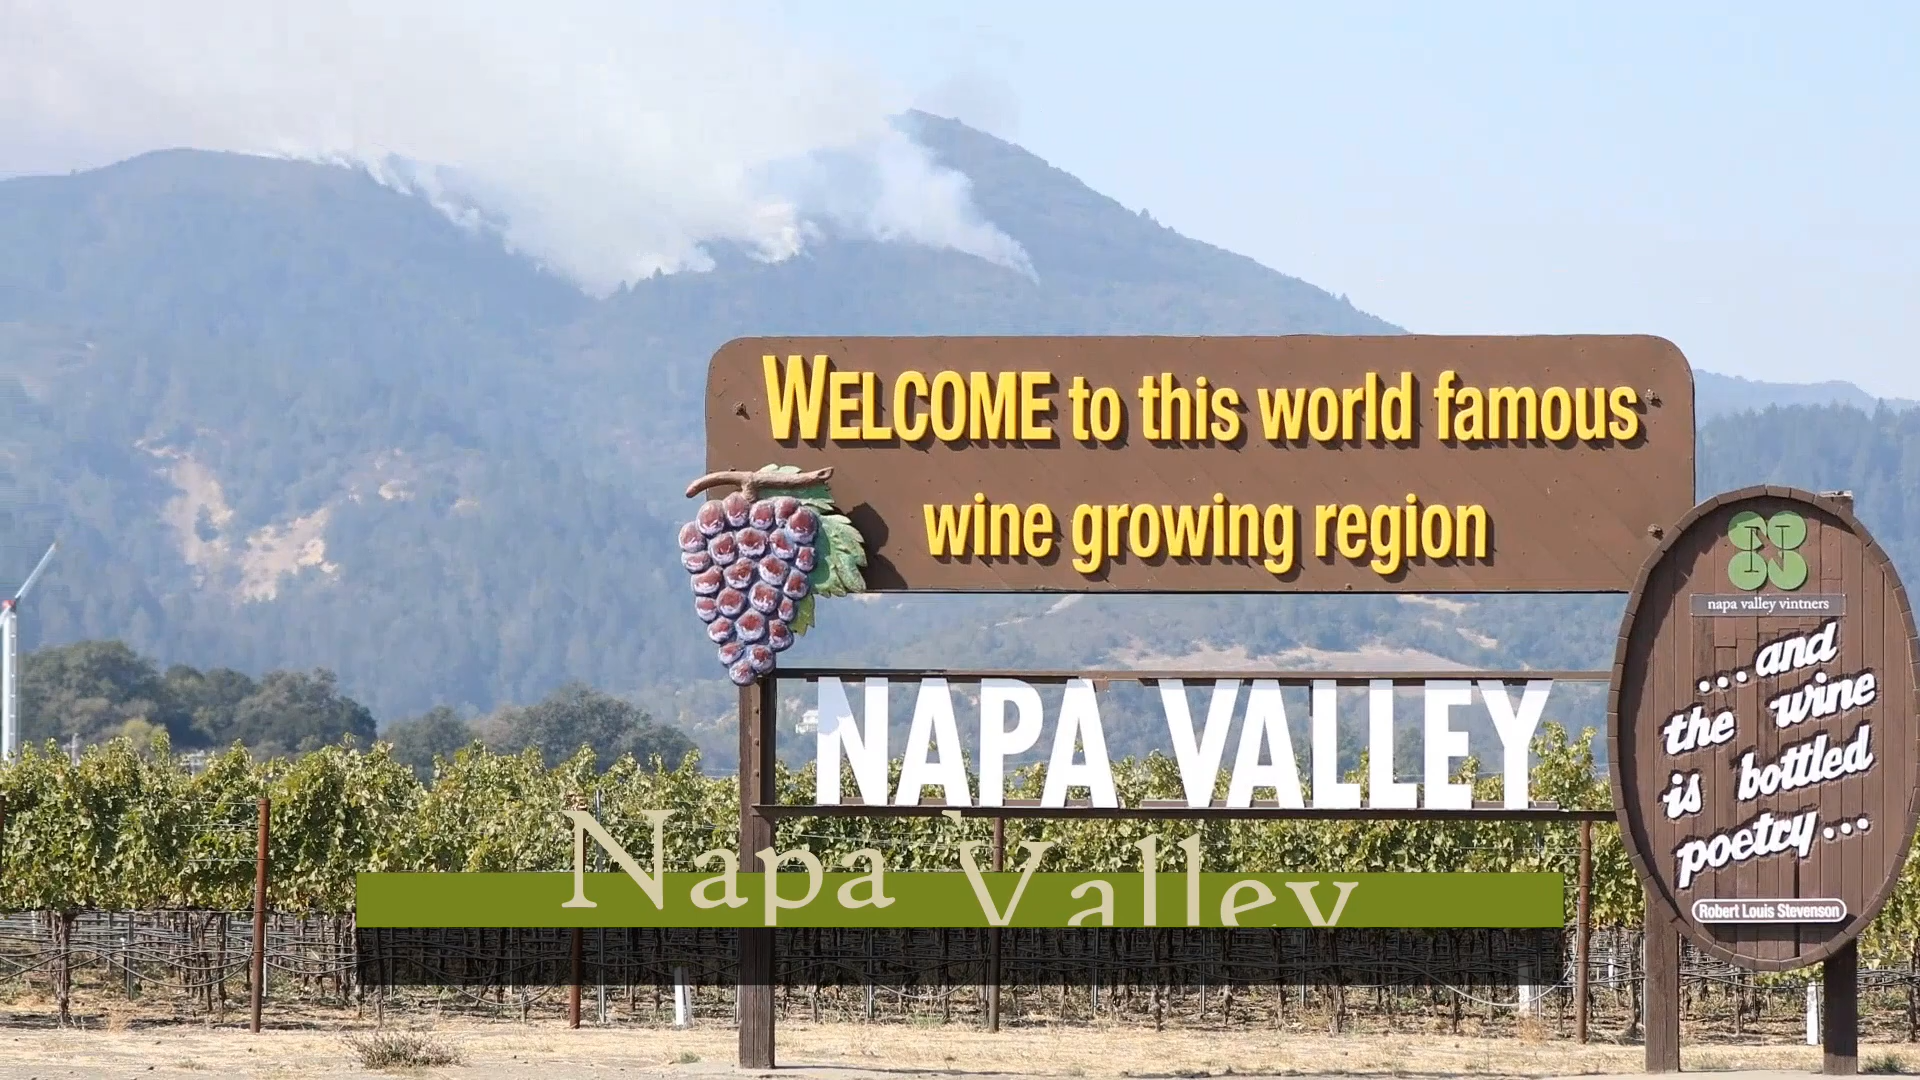 WELCOME to this world famous
wine growing region
NAPA VALLEY
N
napa valley vintners
...and
the wine
is bottled
poetry...
Robert Louis Stevenson
Napa Valley